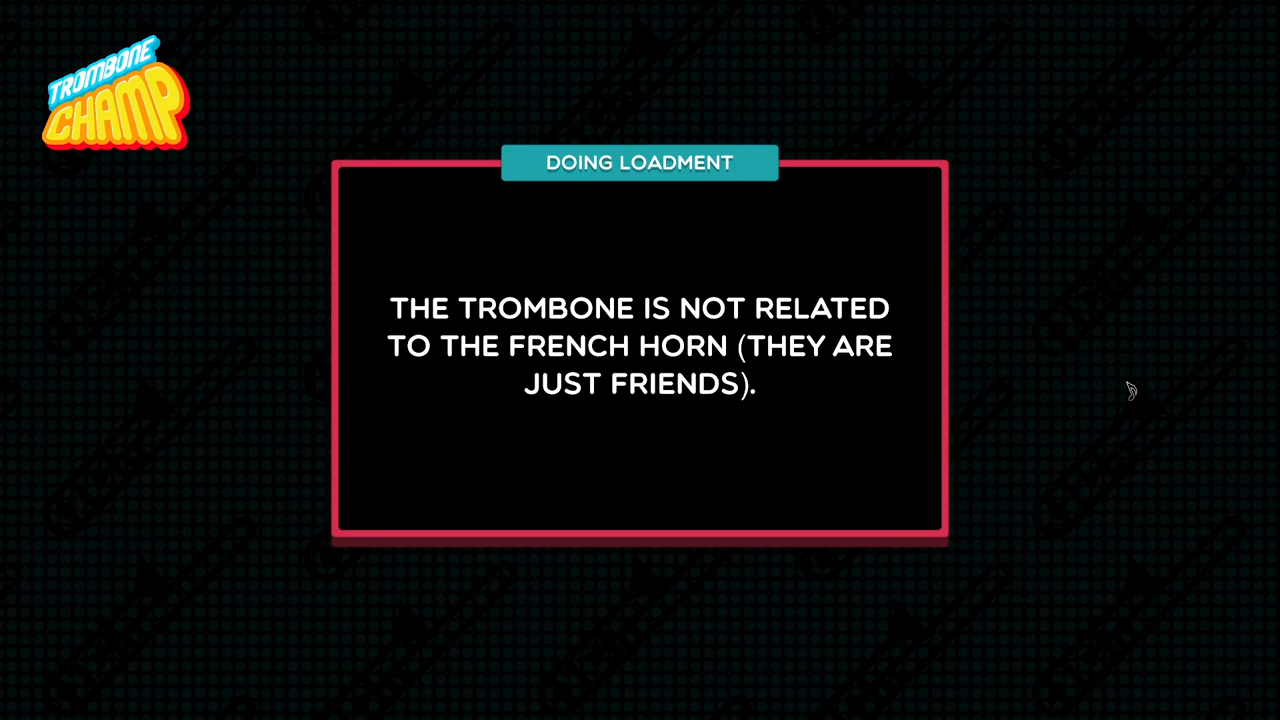 TROMBONE
CHAMP
DOING LOADMENT
THE TROMBONE IS NOT RELATED
TO THE FRENCH HORN (THEY ARE
JUST FRIENDS).